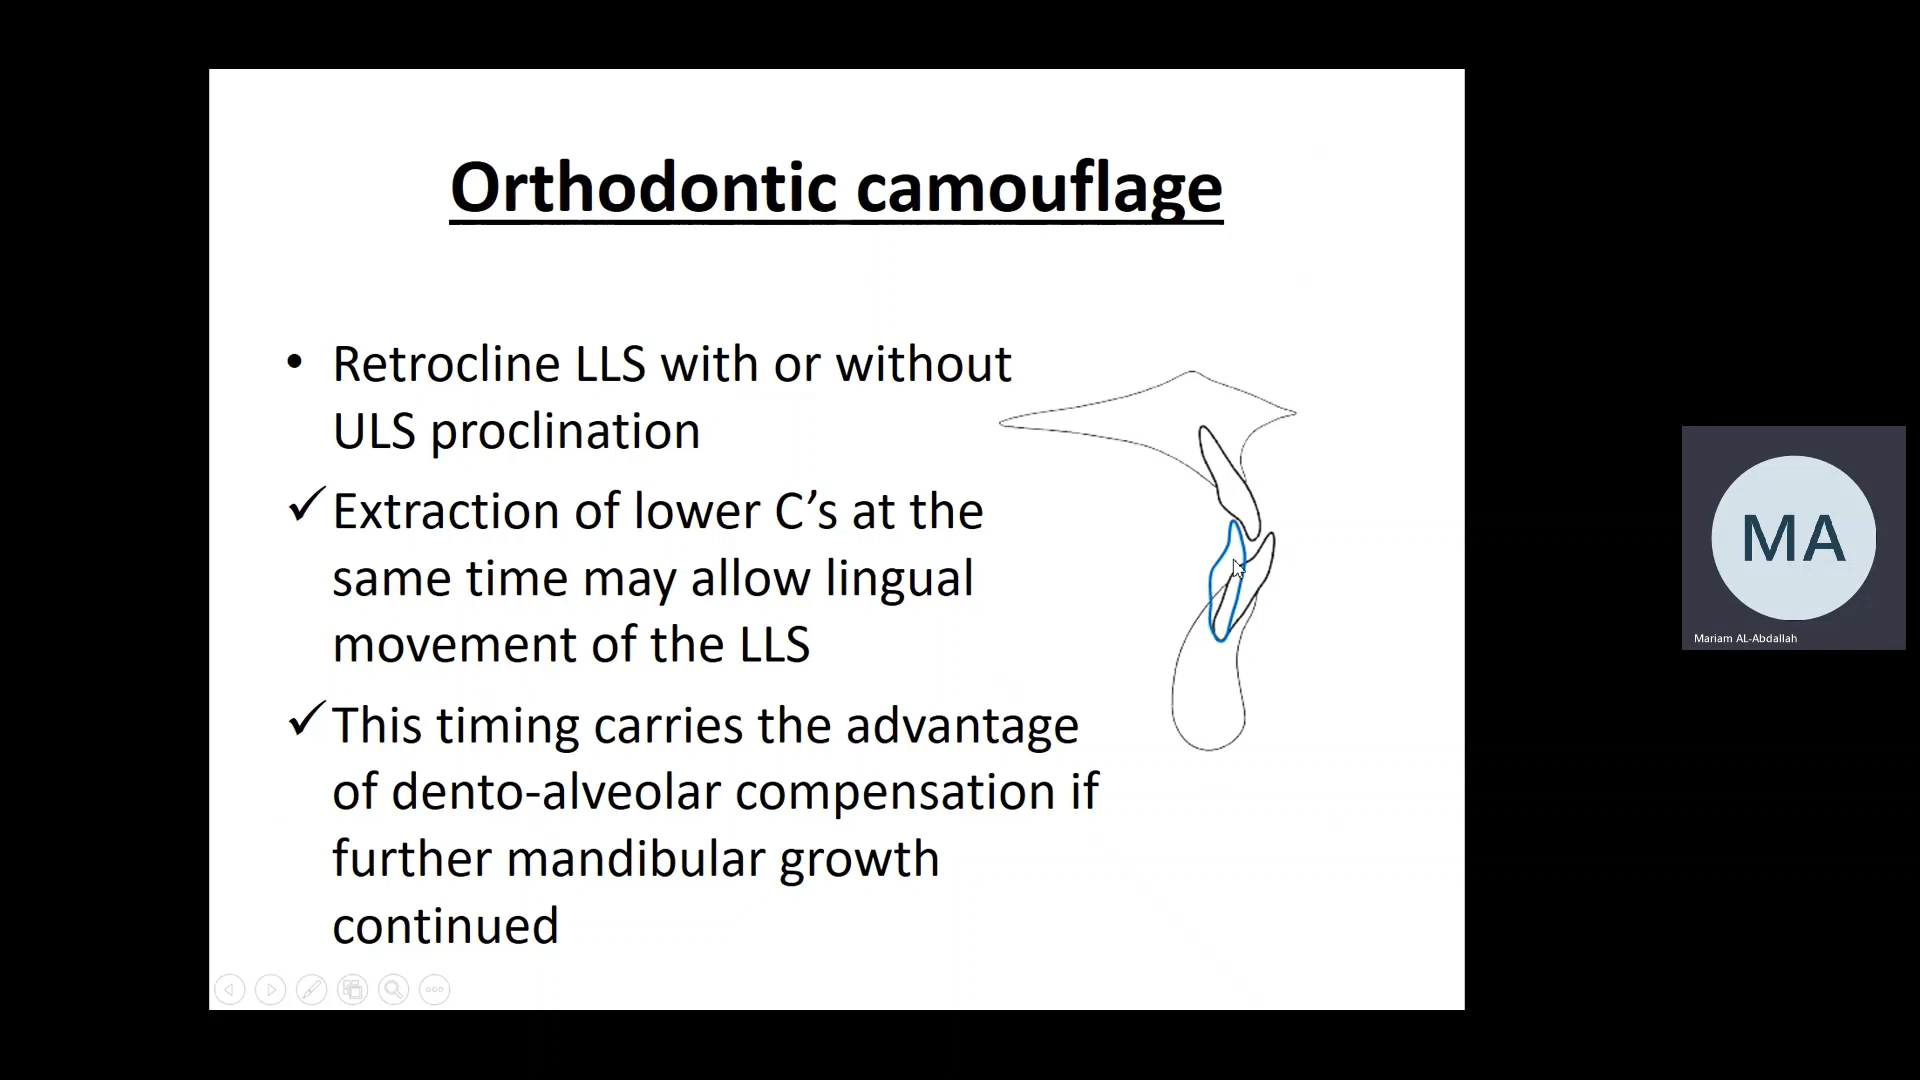 Orthodontic camouflage
• Retrocline LLS with or without
ULS proclination
✓ Extraction of lower C’s at the
same time may allow lingual
movement of the LLS
✓ This timing carries the advantage
of dento-alveolar compensation if
further mandibular growth
continued
MA
Mariam AL-Abdallah